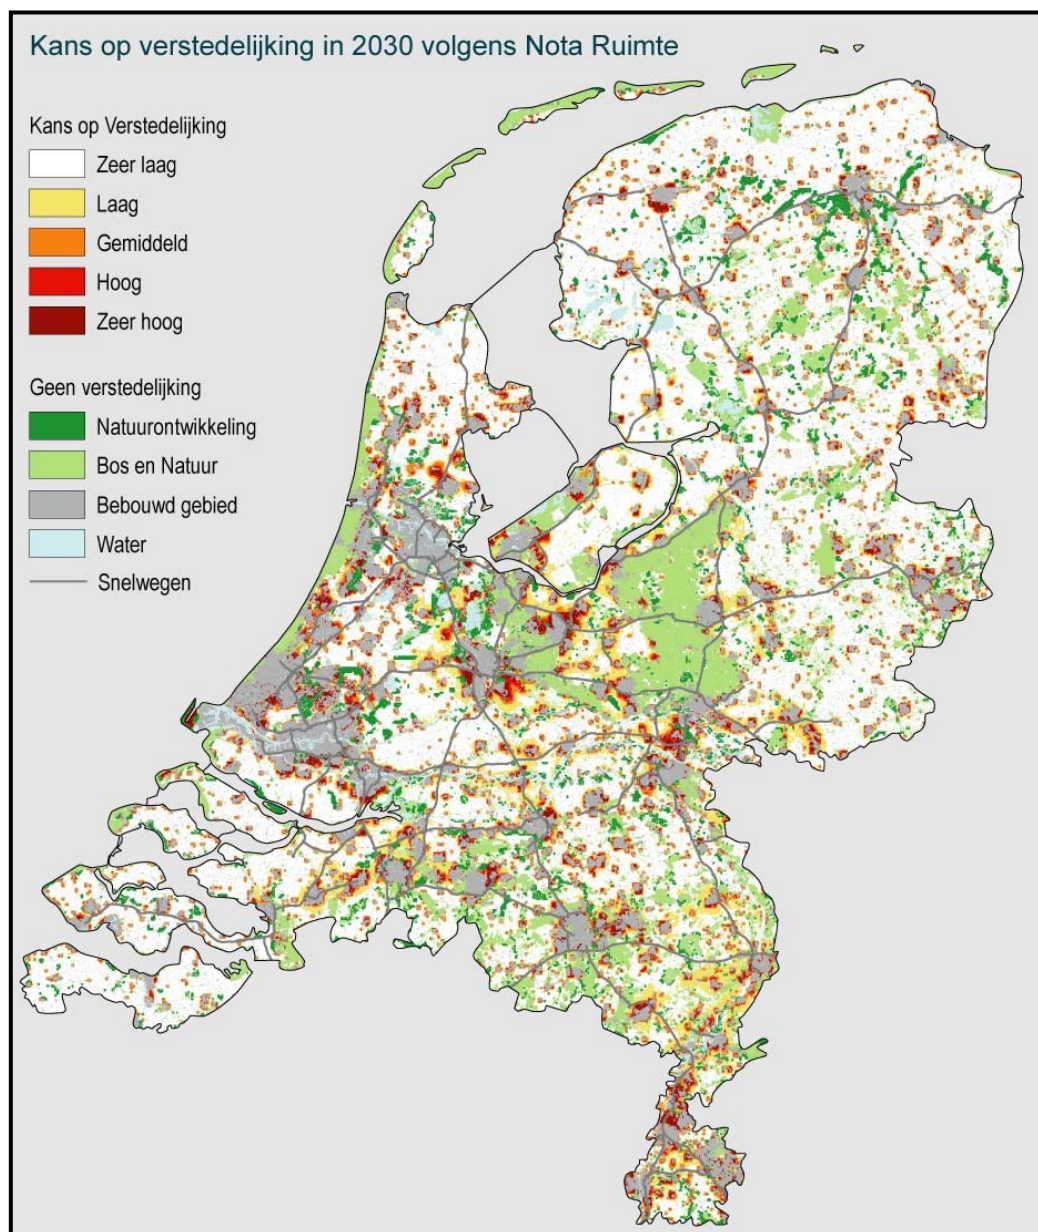 Kans op verstedelijking in 2030 volgens Nota Ruimte
Kans op Verstedelijking
Zeer laag
Laag
Gemiddeld
Hoog
Zeer hoog
Geen verstedelijking
Natuurontwikkeling
Bos en Natuur
Bebouwd gebied
Water
Snelwegen